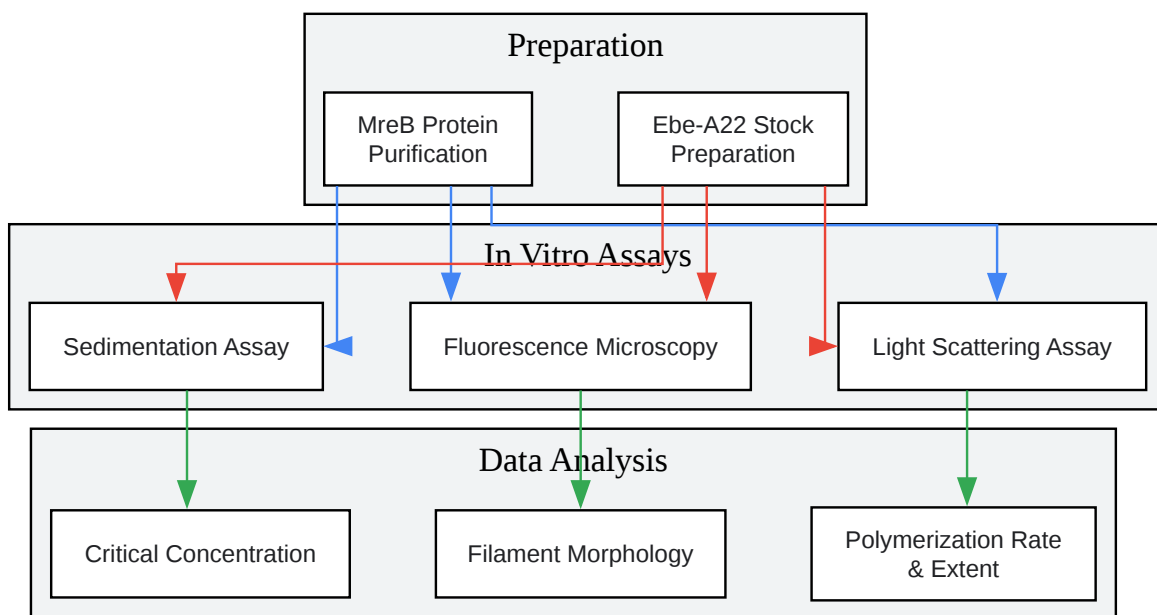 Preparation
MreB Protein
Purification
Ebe-A22 Stock
Preparation
In Vitro Assays
Sedimentation Assay
Fluorescence Microscopy
Light Scattering Assay
Data Analysis
Critical Concentration
Filament Morphology
Polymerization Rate
& Extent